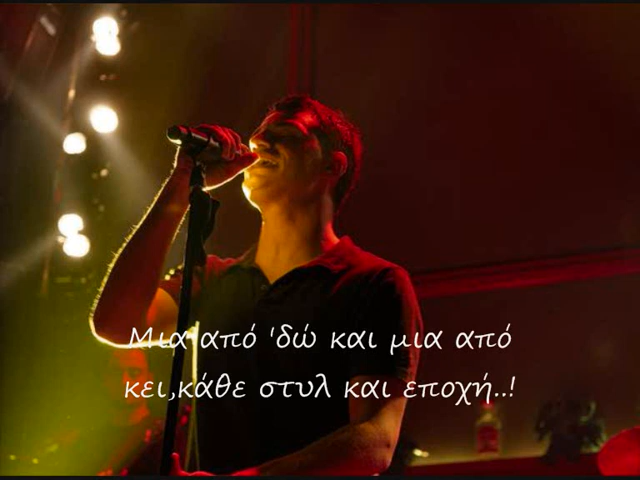 Μια από 'δώ και μια από
κει,κάθε στυλ και εποχή..!